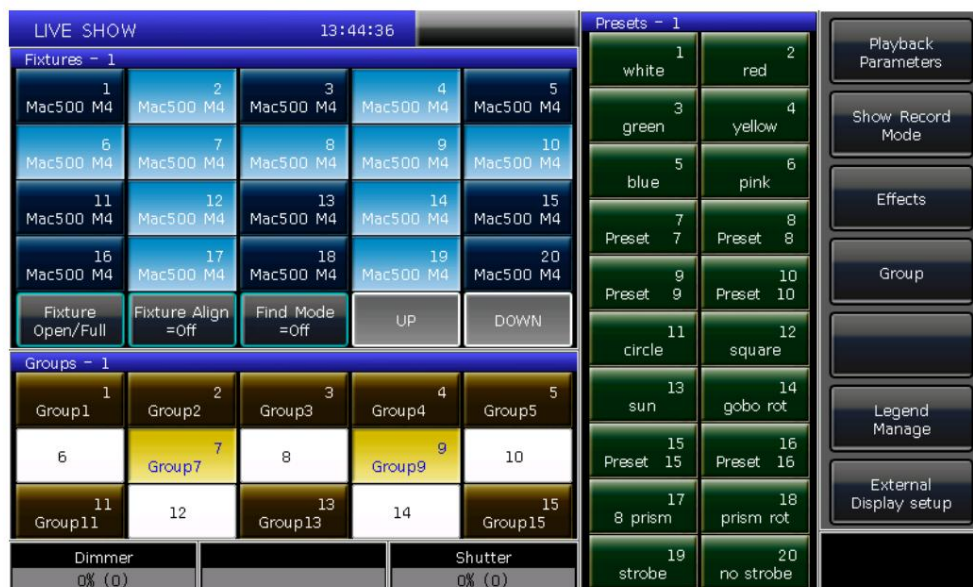 LIVE SHOW 13:44:36
Fixtures - 1
1 2 3 4 5
Mac500 M4 Mac500 M4 Mac500 M4 Mac500 M4 Mac500 M4
6 7 8 9 10
Mac500 M4 Mac500 M4 Mac500 M4 Mac500 M4 Mac500 M4
11 12 13 14 15
Mac500 M4 Mac500 M4 Mac500 M4 Mac500 M4 Mac500 M4
16 17 18 19 20
Mac500 M4 Mac500 M4 Mac500 M4 Mac500 M4 Mac500 M4
Fixture Fixture Align Find Mode UP DOWN
Open/Full =Off =Off
Groups - 1
1 2 3 4 5
Group1 Group2 Group3 Group4 Group5
6 7 8 9 10
Group7 Group9
11 12 13 14 15
Group11 Group13 Group15
Dimmer Shutter
0% (0) 0% (0)
Presets - 1
1 2
white red
3 4
green yellow
5 6
blue pink
7 8
Preset 7 Preset 8
9 10
Preset 9 Preset 10
11 12
circle square
13 14
sun gobo rot
15 16
Preset 15 Preset 16
17 18
8 prism prism rot
19 20
strobe no strobe
Playback
Parameters
Show Record
Mode
Effects
Group
Legend
Manage
External
Display setup